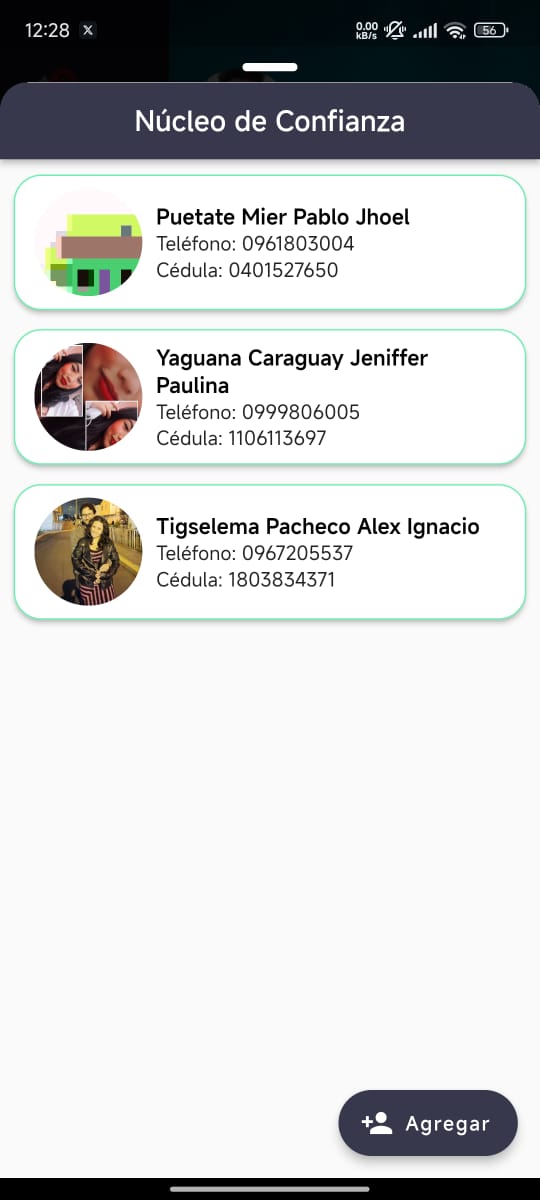 12:28 X 0.00 kB/s 56
Núcleo de Confianza
Puetate Mier Pablo Jhoel
Teléfono: 0961803004
Cédula: 0401527650
Yaguana Caraguay Jeniffer
Paulina
Teléfono: 0999806005
Cédula: 1106113697
Tigselema Pacheco Alex Ignacio
Teléfono: 0967205537
Cédula: 1803834371
Agregar